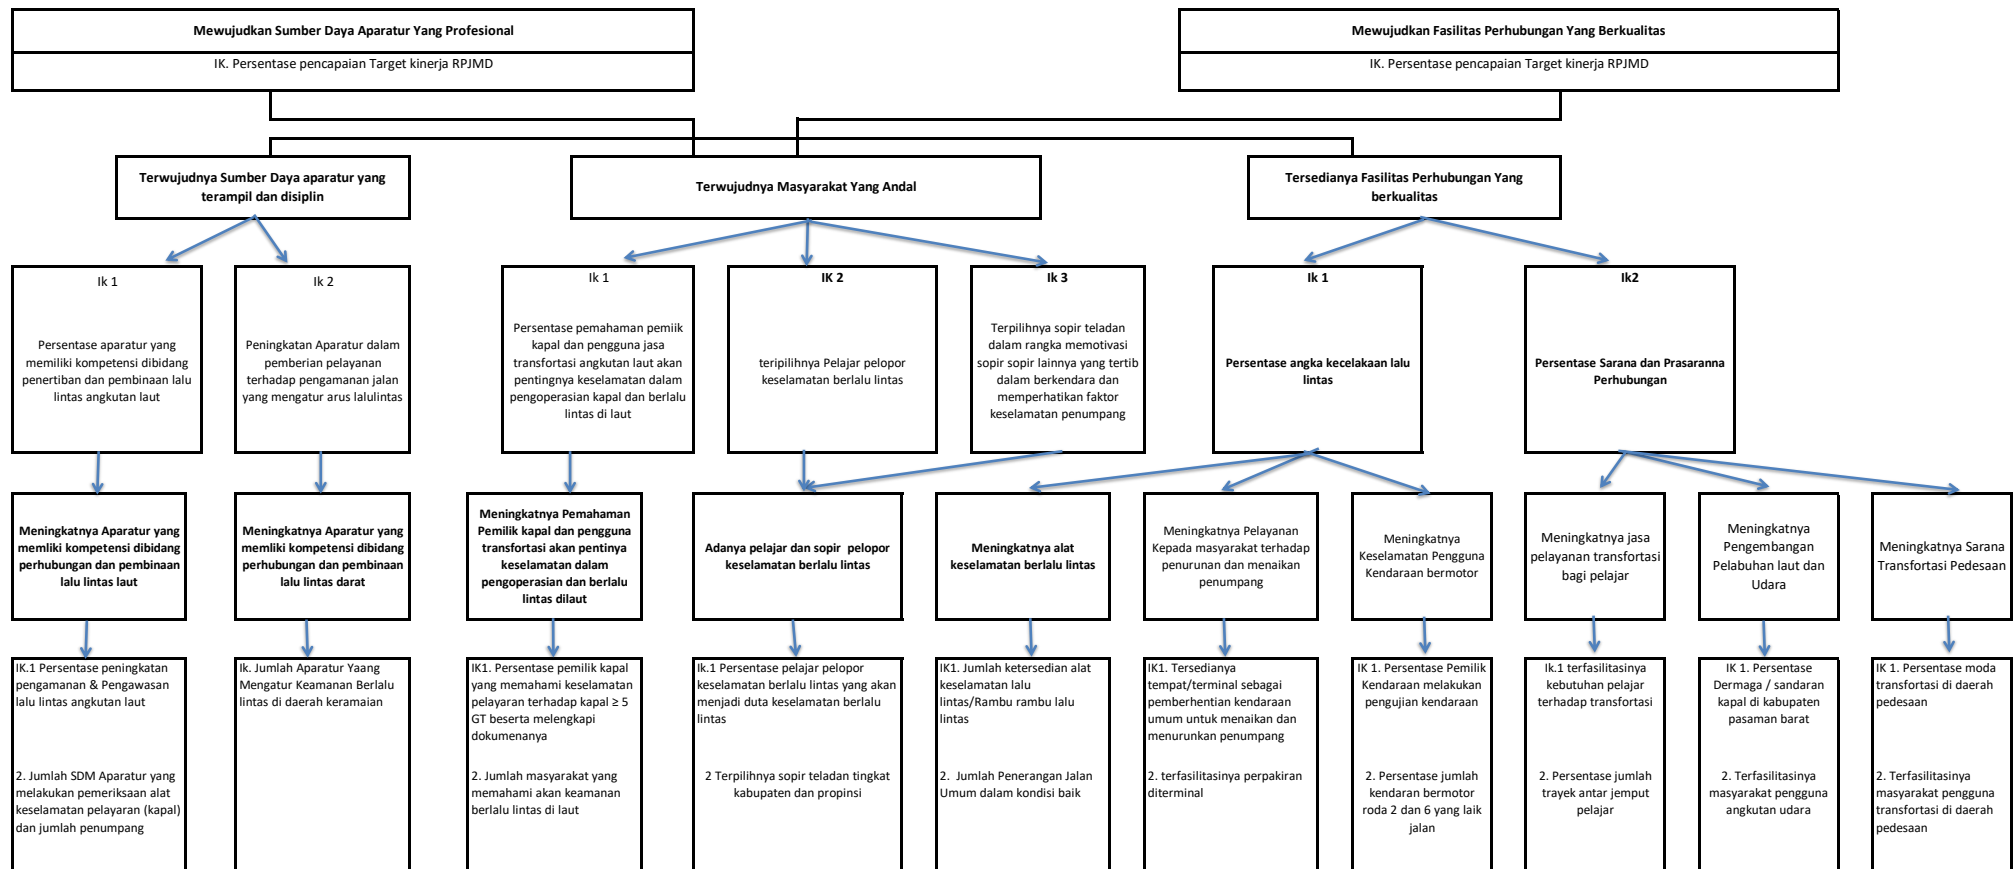 Mewujudkan Sumber Daya Aparatur Yang Profesional
IK. Persentase pencapaian Target kinerja RPJMD
Mewujudkan Fasilitas Perhubungan Yang Berkualitas
IK. Persentase pencapaian Target kinerja RPJMD
Terwujudnya Sumber Daya aparatur yang
terampil dan disiplin
Terwujudnya Masyarakat Yang Andal
Tersedianya Fasilitas Perhubungan Yang
berkualitas
Ik 1
Persentase aparatur yang
memiliki kompetensi dibidang
penertiban dan pembinaan lalu
lintas angkutan laut
Ik 2
Peningkatan Aparatur dalam
pemberian pelayanan
terhadap pengamanan jalan
yang mengatur arus lalulintas
Ik 1
Persentase pemahaman pemiik
kapal dan pengguna jasa
transfortasi angkutan laut akan
pentingnya keselamatan dalam
pengoperasian kapal dan berlalu
lintas di laut
IK 2
teripilihnya Pelajar pelopor
keselamatan berlalu lintas
Ik 3
Terpilihnya sopir teladan
dalam rangka memotivasi
sopir sopir lainnya yang tertib
dalam berkendara dan
memperhatikan faktor
keselamatan penumpang
Ik 1
Persentase angka kecelakaan lalu
lintas
Ik2
Persentase Sarana dan Prasaranna
Perhubungan
Meningkatnya Aparatur yang
memliki kompetensi dibidang
perhubungan dan pembinaan
lalu lintas laut
Meningkatnya Aparatur yang
memliki kompetensi dibidang
perhubungan dan pembinaan
lalu lintas darat
Meningkatnya Pemahaman
Pemilik kapal dan pengguna
transfortasi akan pentinya
keselamatan dalam
pengoperasian dan berlalu
lintas dilaut
Adanya pelajar dan sopir pelopor
keselamatan berlalu lintas
Meningkatnya alat
keselamatan berlalu lintas
Meningkatnya Pelayanan
Kepada masyarakat terhadap
penurunan dan menaikan
penumpang
Meningkatnya
Keselamatan Pengguna
Kendaraan bermotor
Meningkatnya jasa
pelayanan transfortasi
bagi pelajar
Meningkatnya
Pengembangan
Pelabuhan laut dan
Udara
Meningkatnya Sarana
Transfortasi Pedesaan
IK.1 Persentase peningkatan
pengamanan & Pengawasan
lalu lintas angkutan laut
2. Jumlah SDM Aparatur yang
melakukan pemeriksaan alat
keselamatan pelayaran (kapal)
dan jumlah penumpang
Ik. Jumlah Aparatur Yaang
Mengatur Keamanan Berlalu
lintas di daerah keramaian
IK1. Persentase pemilik kapal
yang memahami keselamatan
pelayaran terhadap kapal ≥ 5
GT beserta melengkapi
dokumenanya
2. Jumlah masyarakat yang
memahami akan keamanan
berlalu lintas di laut
Ik.1 Persentase pelajar pelopor
keselamatan berlalu lintas yang akan
menjadi duta keselamatan berlalu
lintas
2 Terpilihnya sopir teladan tingkat
kabupaten dan propinsi
IK1. Jumlah ketersedian alat
keselamatan lalu
lintas/Rambu rambu lalu
lintas
2. Jumlah Penerangan Jalan
Umum dalam kondisi baik
IK1. Tersedianya
tempat/terminal sebagai
pemberhentian kendaraan
umum untuk menaikan dan
menurunkan penumpang
2. terfasilitasinya perpakiran
diterminal
IK 1. Persentase Pemilik
Kendaraan melakukan
pengujian kendaraan
2. Persentase jumlah
kendaran bermotor
roda 2 dan 6 yang laik
jalan
Ik.1 terfasilitasinya
kebutuhan pelajar
terhadap transfortasi
2. Persentase jumlah
trayek antar jemput
pelajar
IK 1. Persentase
Dermaga / sandaran
kapal di kabupaten
pasaman barat
2. Terfasilitasinya
masyarakat pengguna
angkutan udara
IK 1. Persentase moda
transfortasi di daerah
pedesaan
2. Terfasilitasinya
masyarakat pengguna
transfortasi di daerah
pedesaan